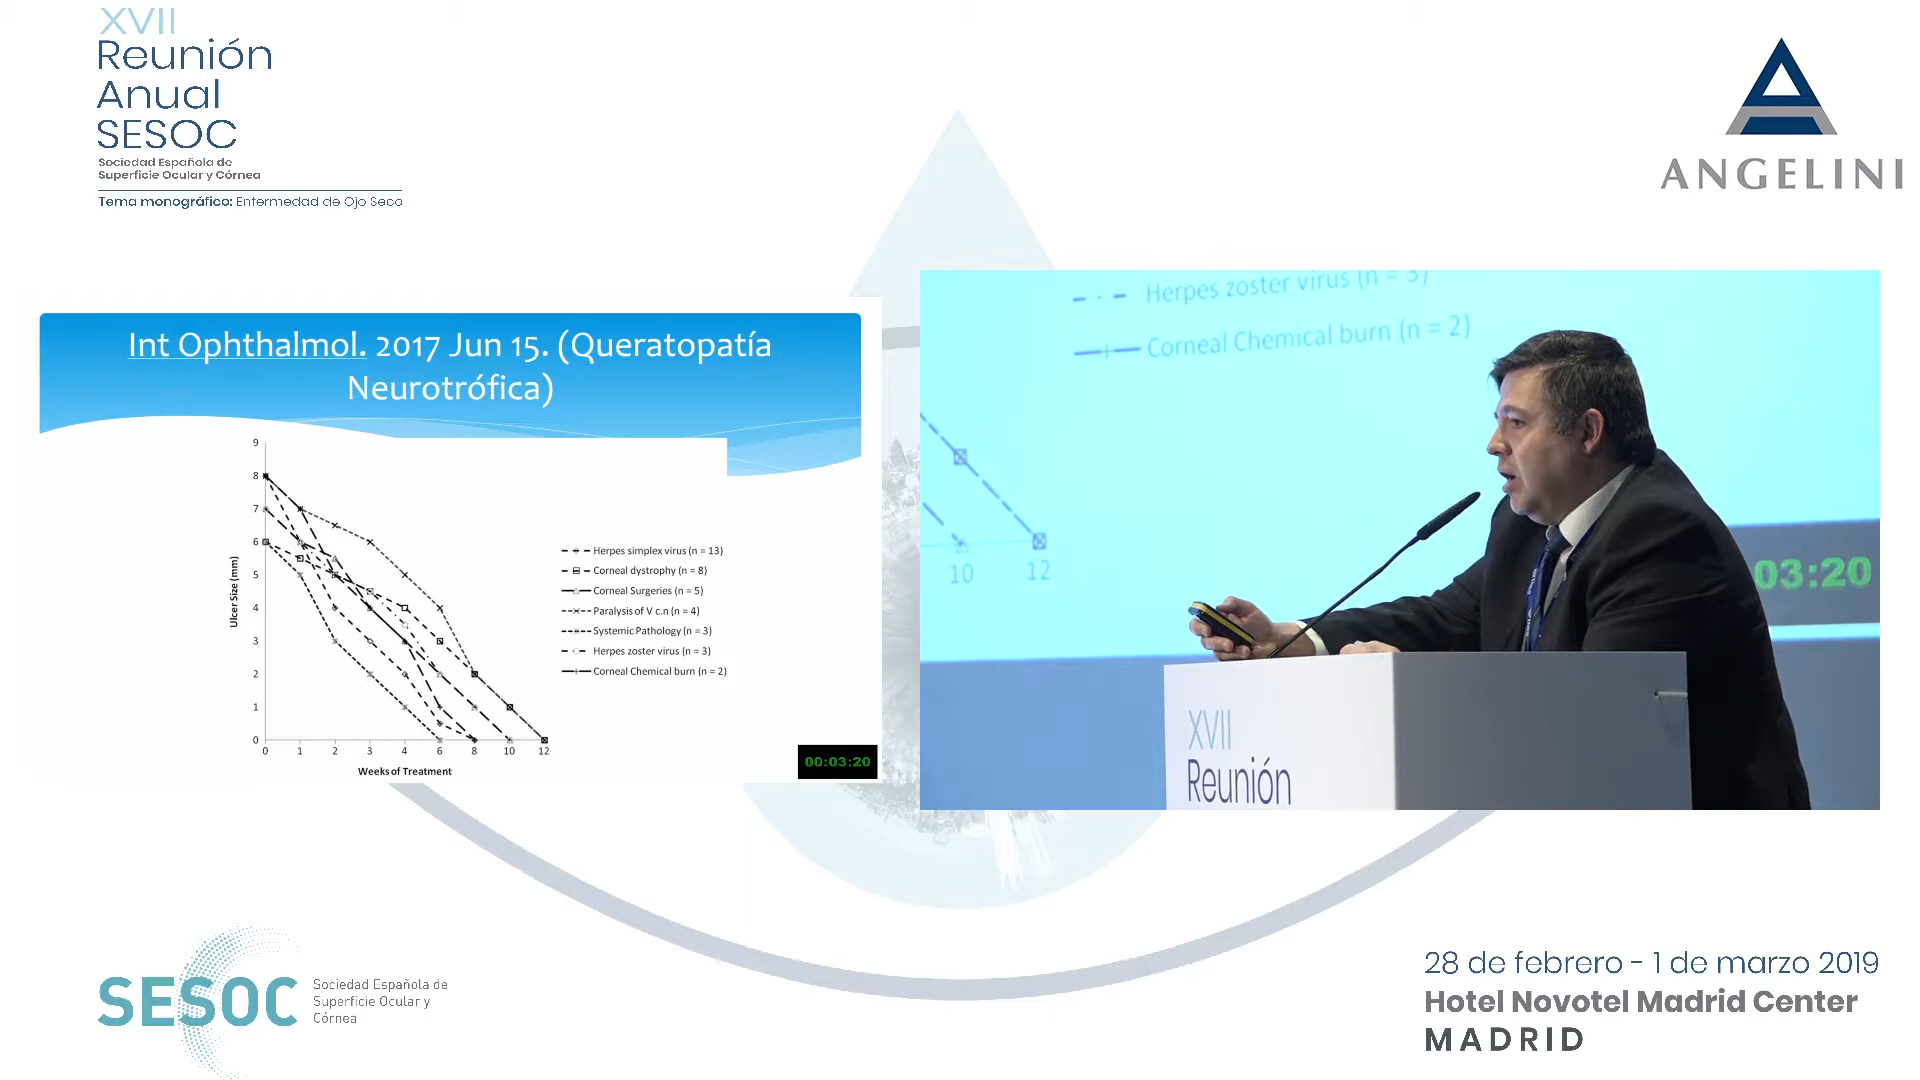 XVII
Reunión
Anual
SESOC
Sociedad Española de
Superficie Ocular y Córnea
Tema monográfico: Enfermedad de Ojo Seco
ANGELINI
Int Ophthalmol. 2017 Jun 15. (Queratopatía
Neurotrófica)
Ulcer Size (mm)
9
8
7
6
5
4
3
2
1
0
0 1 2 3 4 6 8 10 12
Weeks of Treatment
Herpes simplex virus (n = 13)
Corneal dystrophy (n = 8)
Corneal Surgeries (n = 5)
Paralysis of V c.n (n = 4)
Systemic Pathology (n = 3)
Herpes zoster virus (n = 3)
Corneal Chemical burn (n = 2)
00:03:20
Herpes zoster virus (n = 3)
Corneal Chemical burn (n = 2)
10 12
03:20
XVII
Reunión
SESOC
Sociedad Española de
Superficie Ocular y
Córnea
28 de febrero - 1 de marzo 2019
Hotel Novotel Madrid Center
MADRID